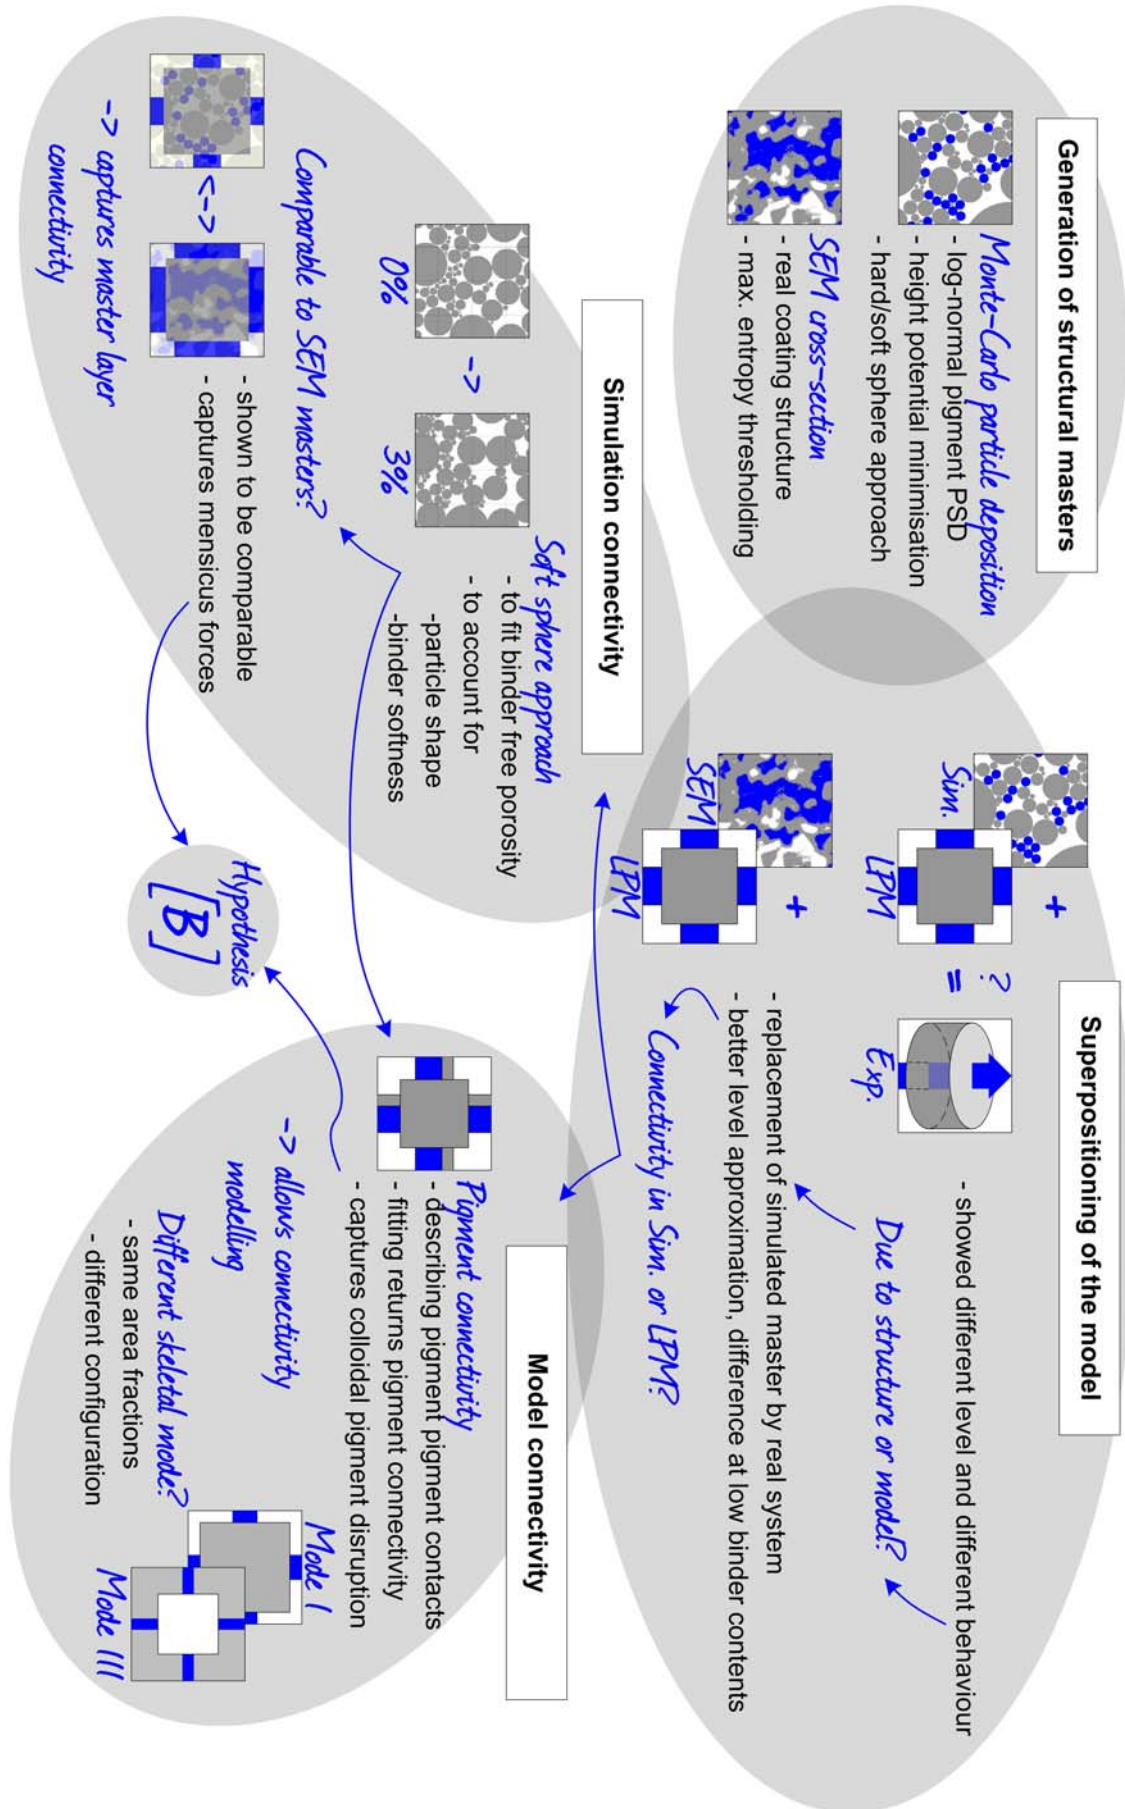 Generation of structural masters
Monte-Carlo particle deposition
- log-normal pigment PSD
- height potential minimisation
- hard/soft sphere approach
SEM cross-section
- real coating structure
- max. entropy thresholding
Superpositioning of the model
Sim.
+
LPM
?
=
Exp.
- showed different level and different behaviour
Due to structure or model?
SEM
+
LPM
- replacement of simulated master by real system
- better level approximation, difference at low binder contents
Connectivity in Sim. or LPM?
Simulation connectivity
0%
->
3%
Soft sphere approach
- to fit binder free porosity
- to account for
-particle shape
-binder softness
Comparable to SEM masters?
<->
- shown to be comparable
- captures mensicus forces
-> captures master layer
connectivity
Hypothesis
[B]
Model connectivity
Pigment connectivity
- describing pigment pigment contacts
- fitting returns pigment connectivity
- captures colloidal pigment disruption
-> allows connectivity
modelling
Different skeletal mode?
- same area fractions
- different configuration
Mode I
Mode III